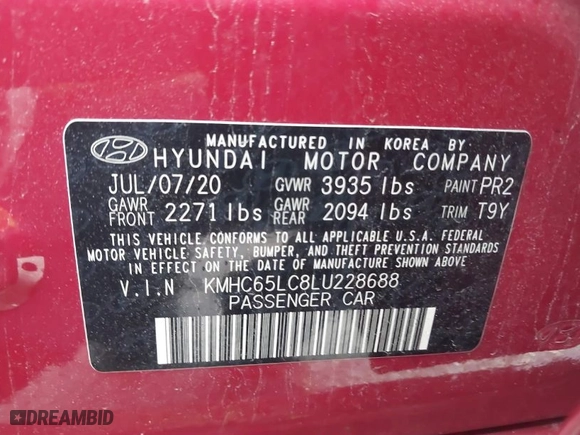 MANUFACTURED IN KOREA BY
HYUNDAI MOTOR COMPANY
JUL/07/20 GVWR 3935 lbs PAINT PR2
GAWR FRONT 2271 lbs GAWR REAR 2094 lbs TRIM T9Y
THIS VEHICLE CONFORMS TO ALL APPLICABLE U.S.A. FEDERAL
MOTOR VEHICLE SAFETY, BUMPER, AND THEFT PREVENTION STANDARDS
IN EFFECT ON THE DATE OF MANUFACTURE SHOWN ABOVE
V.I.N KMHC65LC8LU228688
PASSENGER CAR
DREAMBID